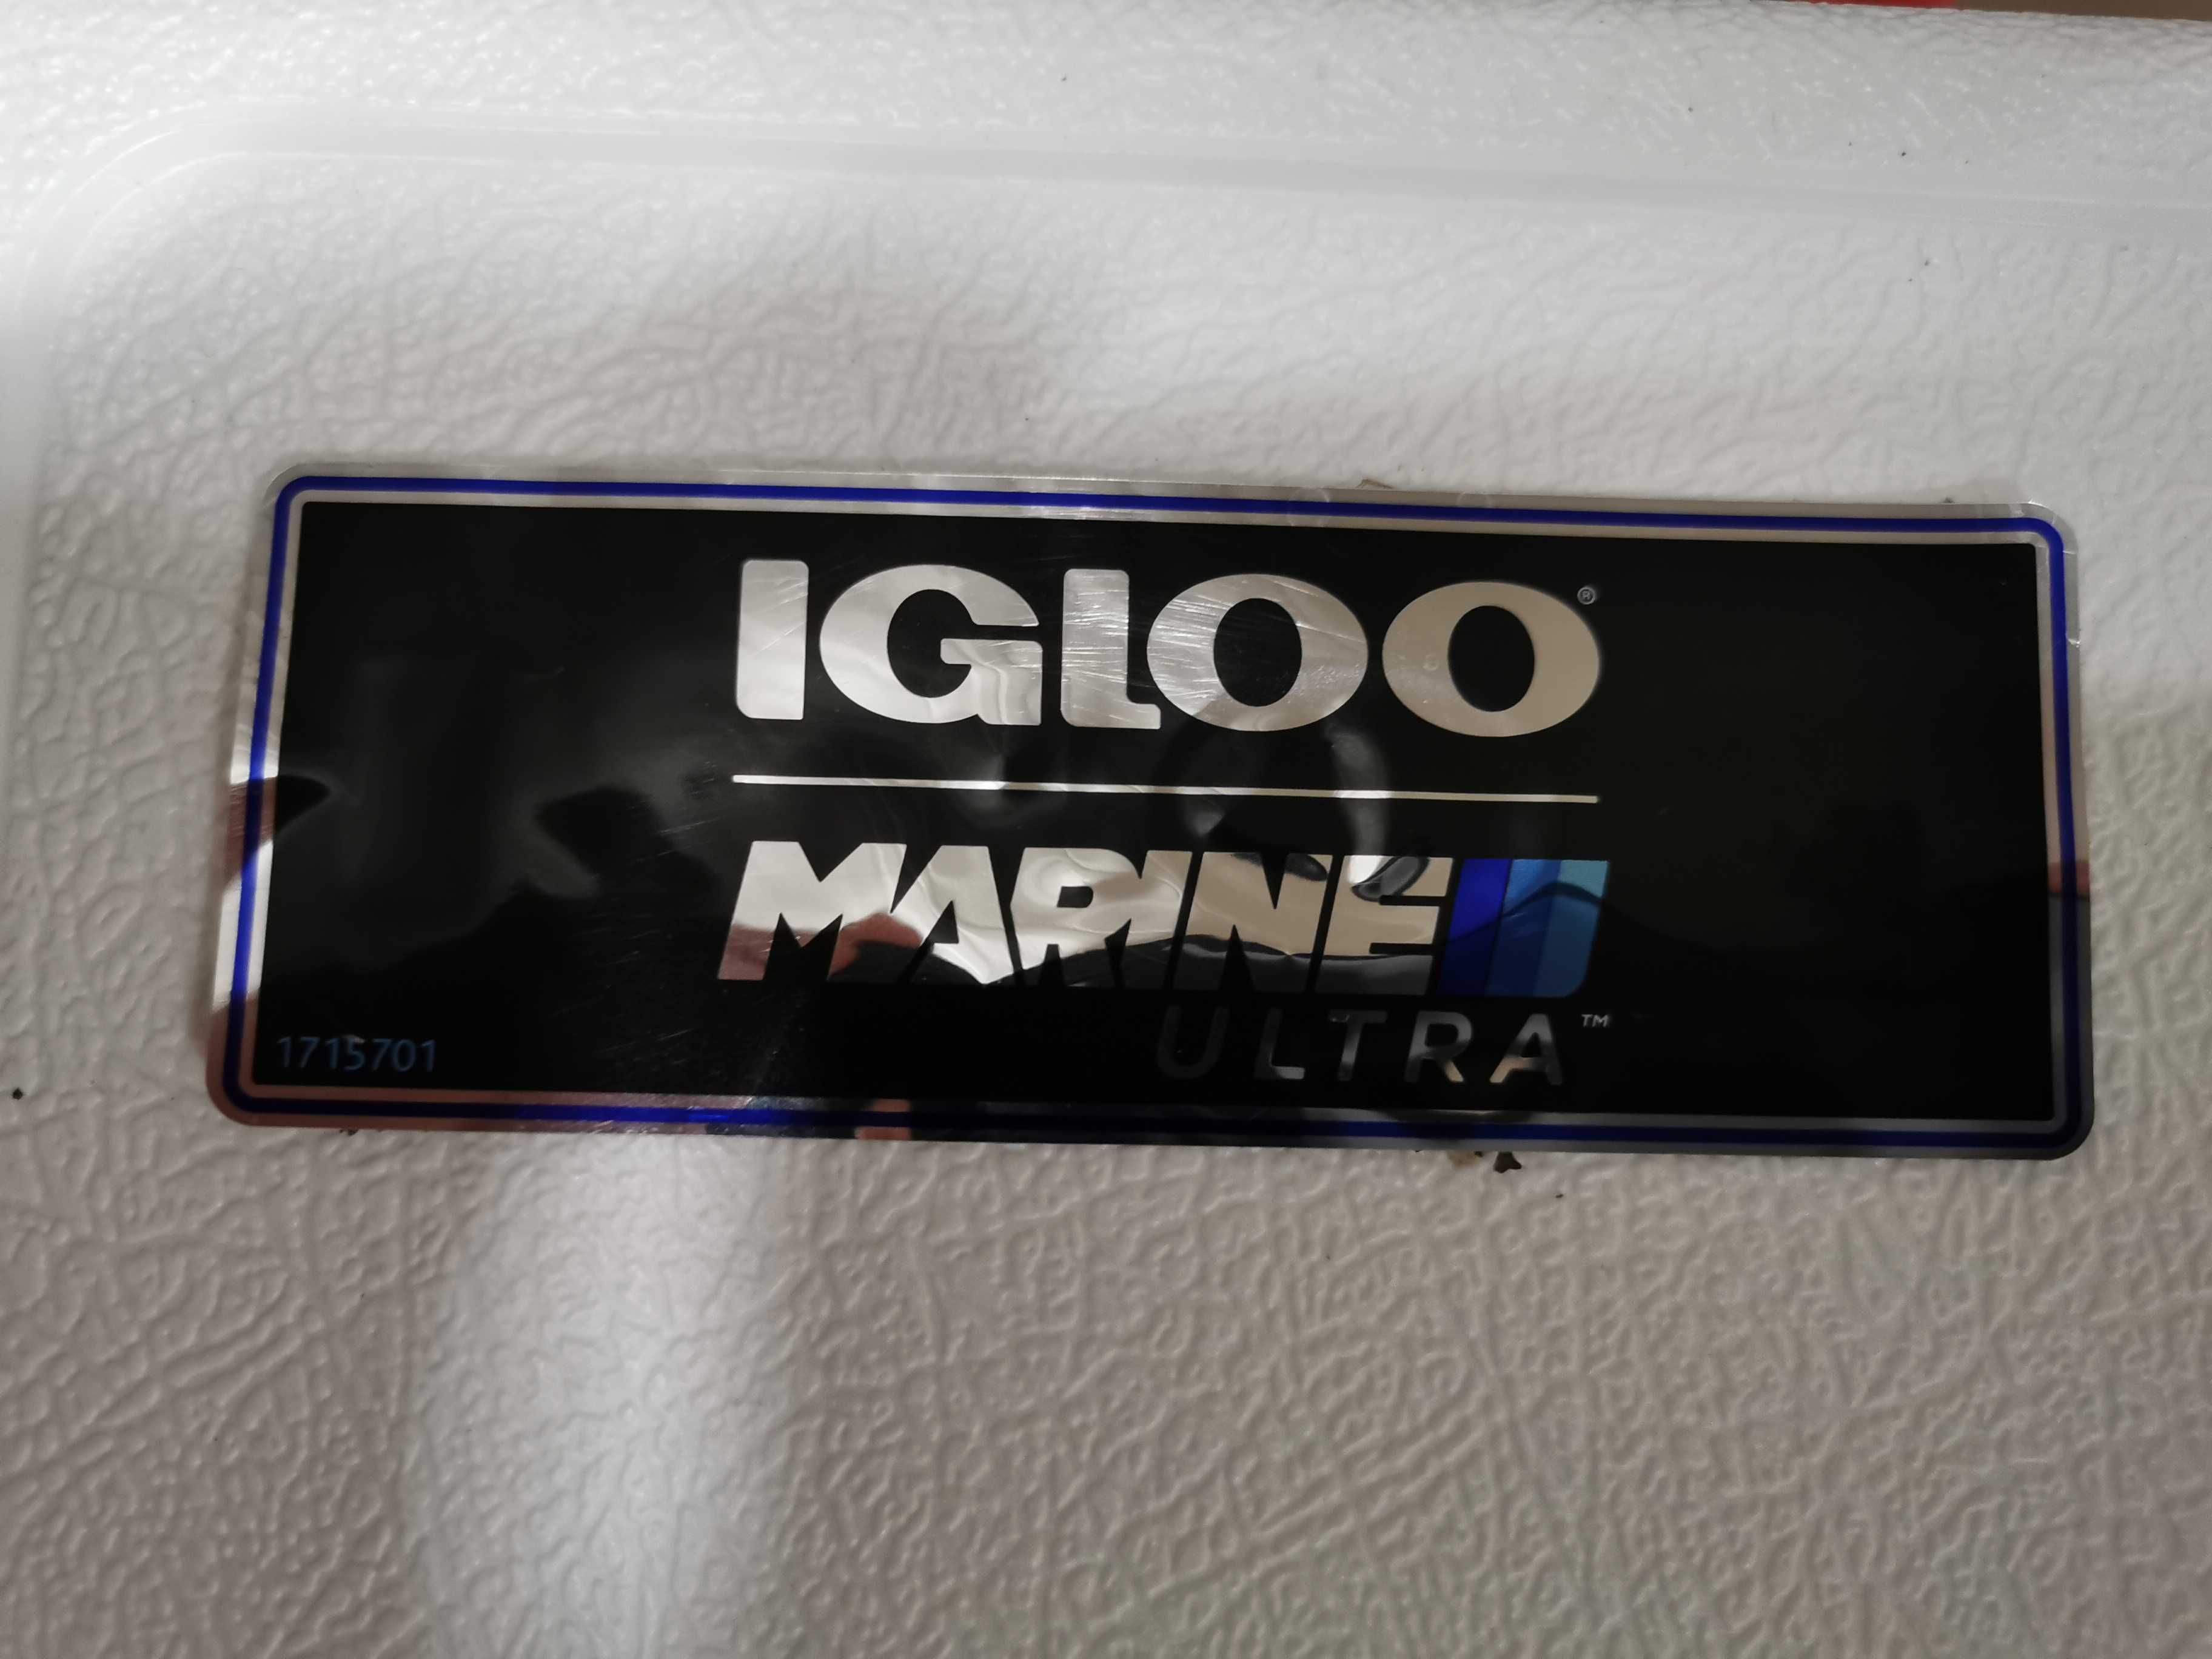 IGLOO®
MARINE
ULTRA™
1715701